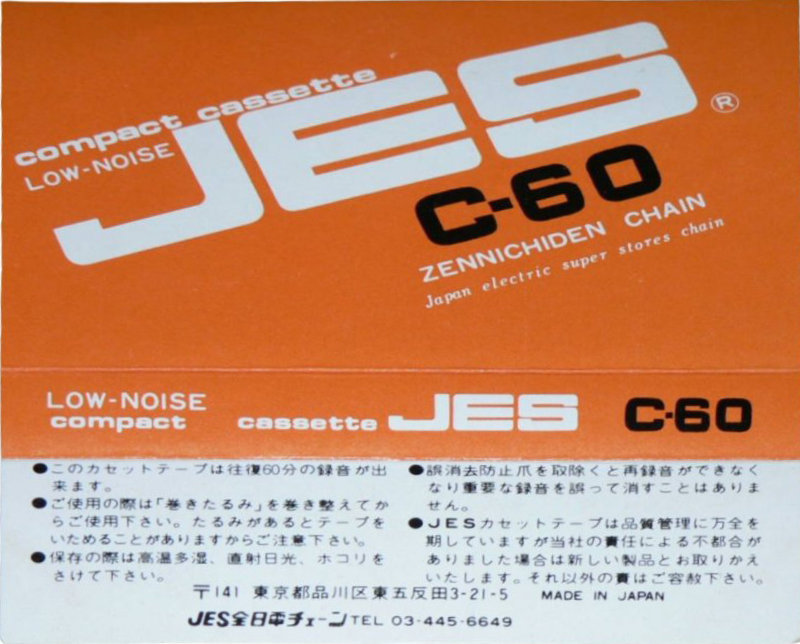 compact cassette
LOW-NOISE
JES®
C-60
ZENNICHIDEN CHAIN
Japan electric super stores chain
LOW-NOISE
compact cassette JES C-60
●このカセットテープは往復60分の録音が出
来ます。
●ご使用の際は「巻きたるみ」を巻き整えてか
らご使用下さい。たるみがあるとテープを
いためることがありますからご注意下さい。
●保存の際は高温多湿、直射日光、ホコリを
さけて下さい。
●誤消去防止爪を取除くと再録音ができなく
なり重要な録音を誤って消すことはありま
せん。
●JESカセットテープは品質管理に万全を
期していますが当社の責任による不都合が
ありました場合は新しい製品とお取りかえ
いたします。それ以外の責はご容赦下さい。
〒141 東京都品川区東五反田3-21-5 MADE IN JAPAN
JES全日電チェーン TEL 03-445-6649